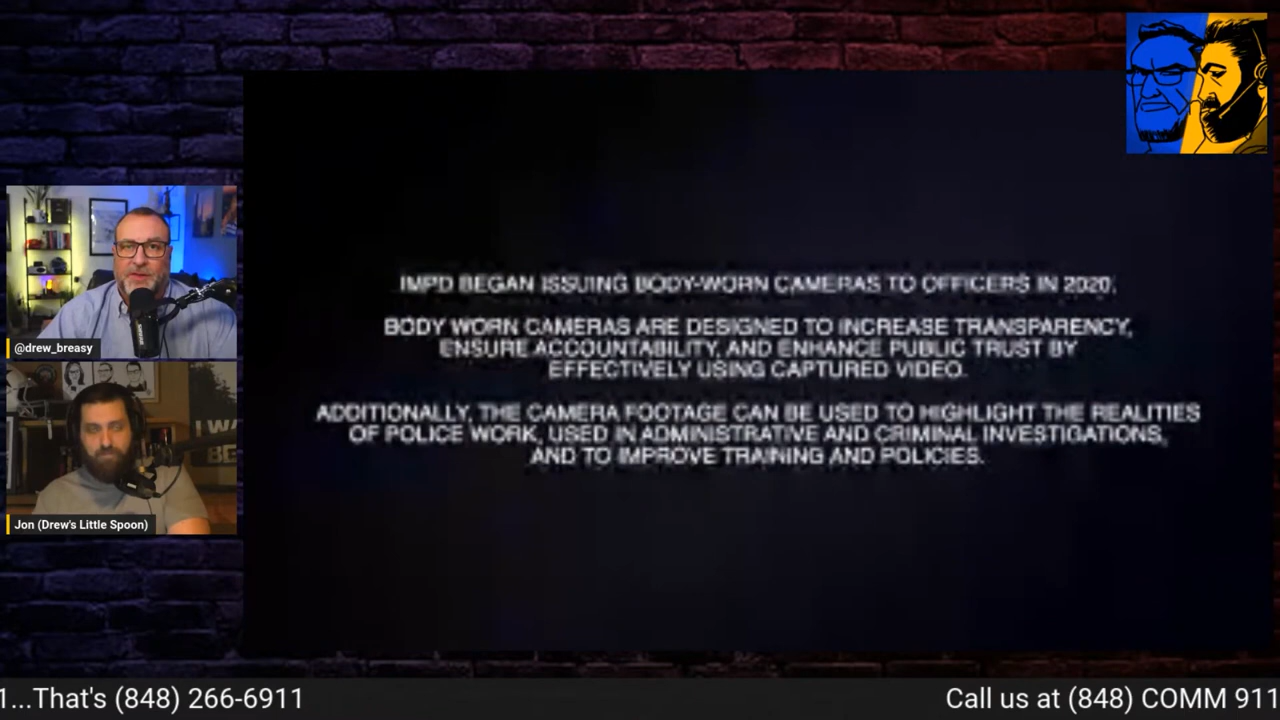 IMPD BEGAN ISSUING BODY-WORN CAMERAS TO OFFICERS IN 2020.
BODY WORN CAMERAS ARE DESIGNED TO INCREASE TRANSPARENCY,
ENSURE ACCOUNTABILITY, AND ENHANCE PUBLIC TRUST BY
EFFECTIVELY USING CAPTURED VIDEO.
ADDITIONALLY, THE CAMERA FOOTAGE CAN BE USED TO HIGHLIGHT THE REALITIES
OF POLICE WORK, USED IN ADMINISTRATIVE AND CRIMINAL INVESTIGATIONS,
AND TO IMPROVE TRAINING AND POLICIES.
@drew_breasy
I WA
BE
Jon (Drew's Little Spoon)
1...That's (848) 266-6911
Call us at (848) COMM 911